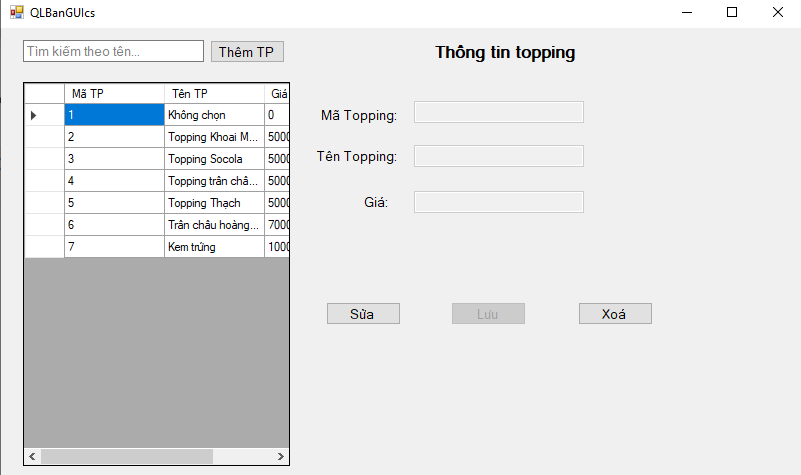 QLBanGUIcs
Tìm kiếm theo tên...
Thêm TP
Thông tin topping
Mã TP Tên TP Giá
1 Không chọn 0
2 Topping Khoai M... 5000
3 Topping Socola 5000
4 Topping trân châ... 5000
5 Topping Thạch 5000
6 Trân châu hoàng... 7000
7 Kem trứng 1000
Mã Topping:
Tên Topping:
Giá:
Sửa Lưu Xoá